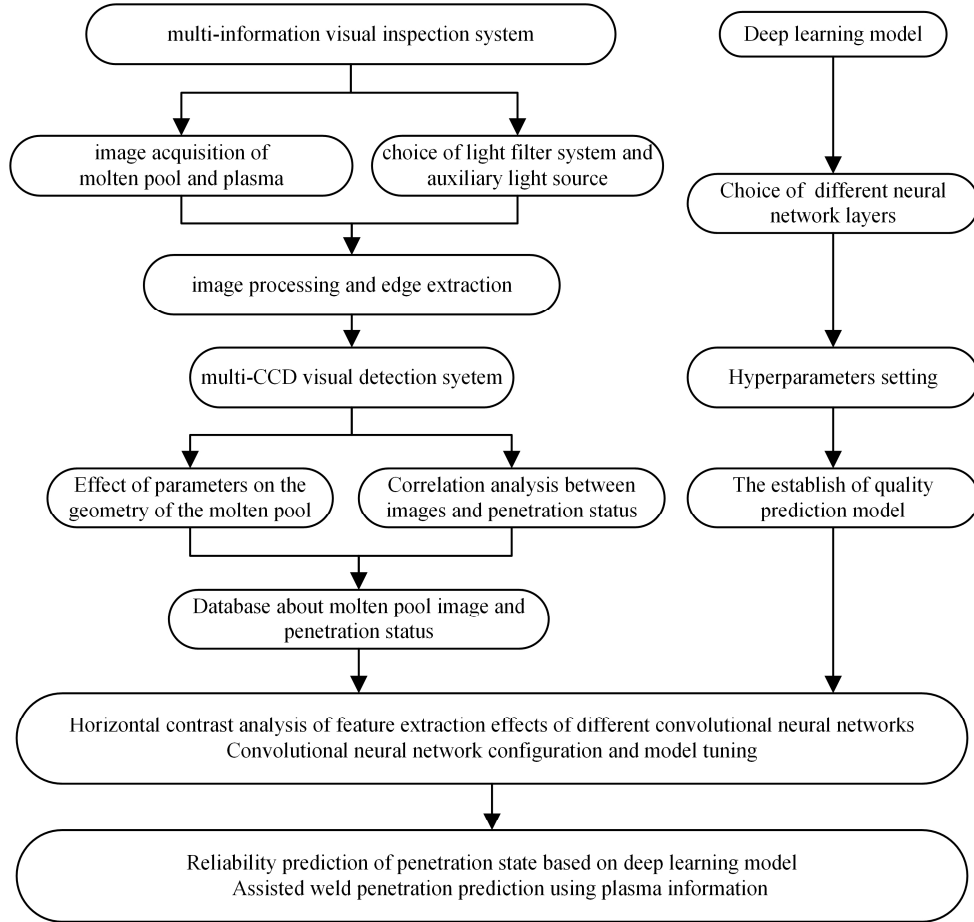 multi-information visual inspection system
Deep learning model
image acquisition of
molten pool and plasma
choice of light filter system and
auxiliary light source
Choice of different neural
network layers
image processing and edge extraction
multi-CCD visual detection syetem
Hyperparameters setting
Effect of parameters on the
geometry of the molten pool
Correlation analysis between
images and penetration status
The establish of quality
prediction model
Database about molten pool image and
penetration status
Horizontal contrast analysis of feature extraction effects of different convolutional neural networks
Convolutional neural network configuration and model tuning
Reliability prediction of penetration state based on deep learning model
Assisted weld penetration prediction using plasma information